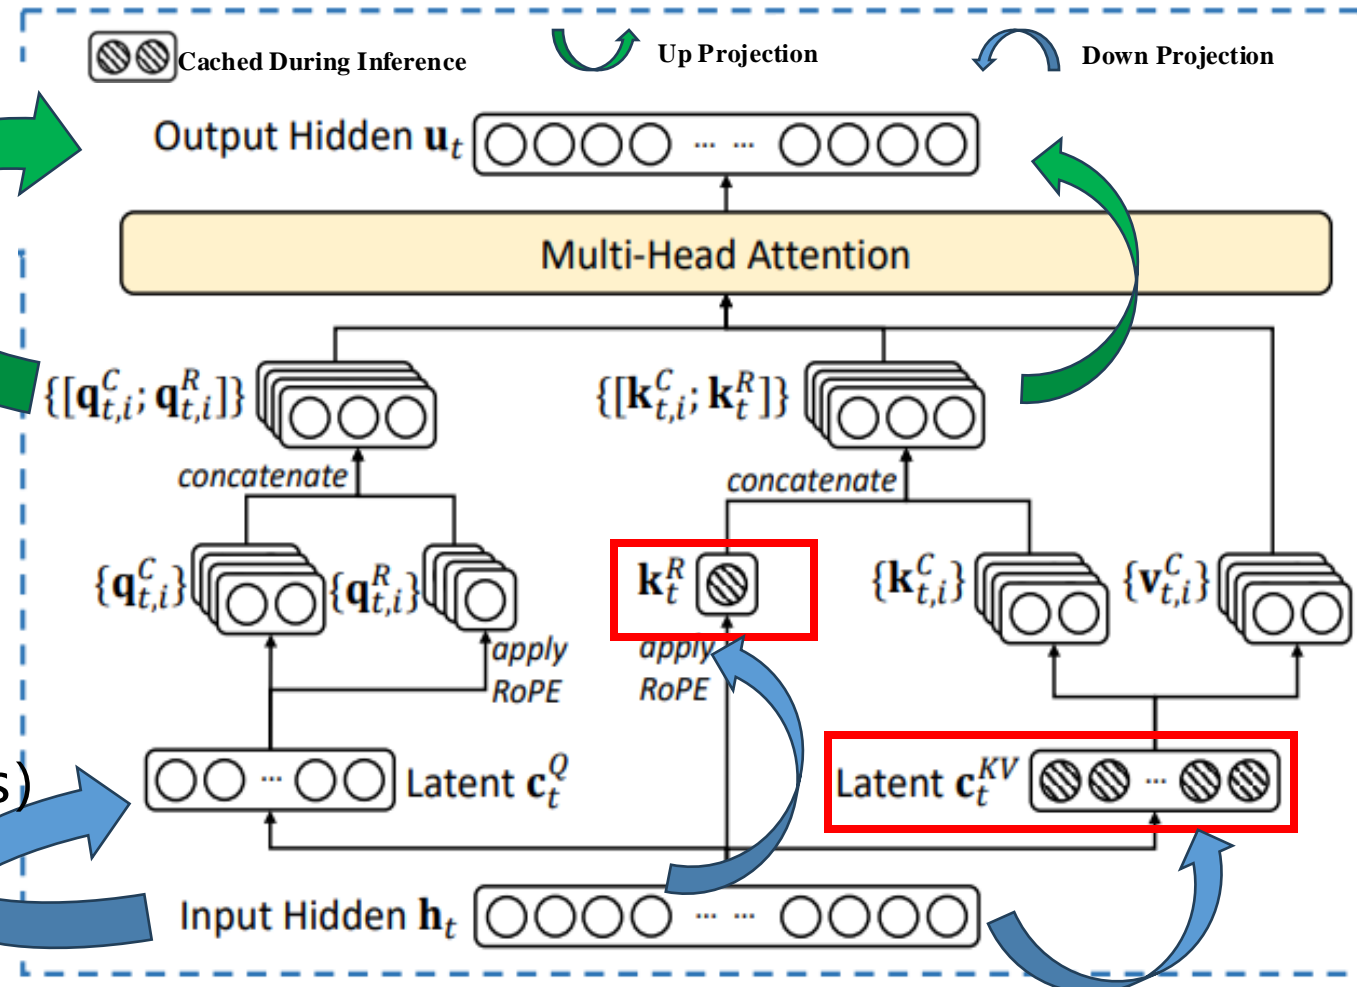 Cached During Inference
Up Projection
Down Projection
Output Hidden u_t
... ...
Multi-Head Attention
{[q^C_{t,i}; q^R_{t,i}]}
{[k^C_{t,i}; k^R_t]}
concatenate
concatenate
{q^C_{t,i}}
{q^R_{t,i}}
k^R_t
{k^C_{t,i}}
{v^C_{t,i}}
apply
RoPE
apply
RoPE
s)
... Latent c^Q_t
Latent c^{KV}_t ...
Input Hidden h_t
... ...